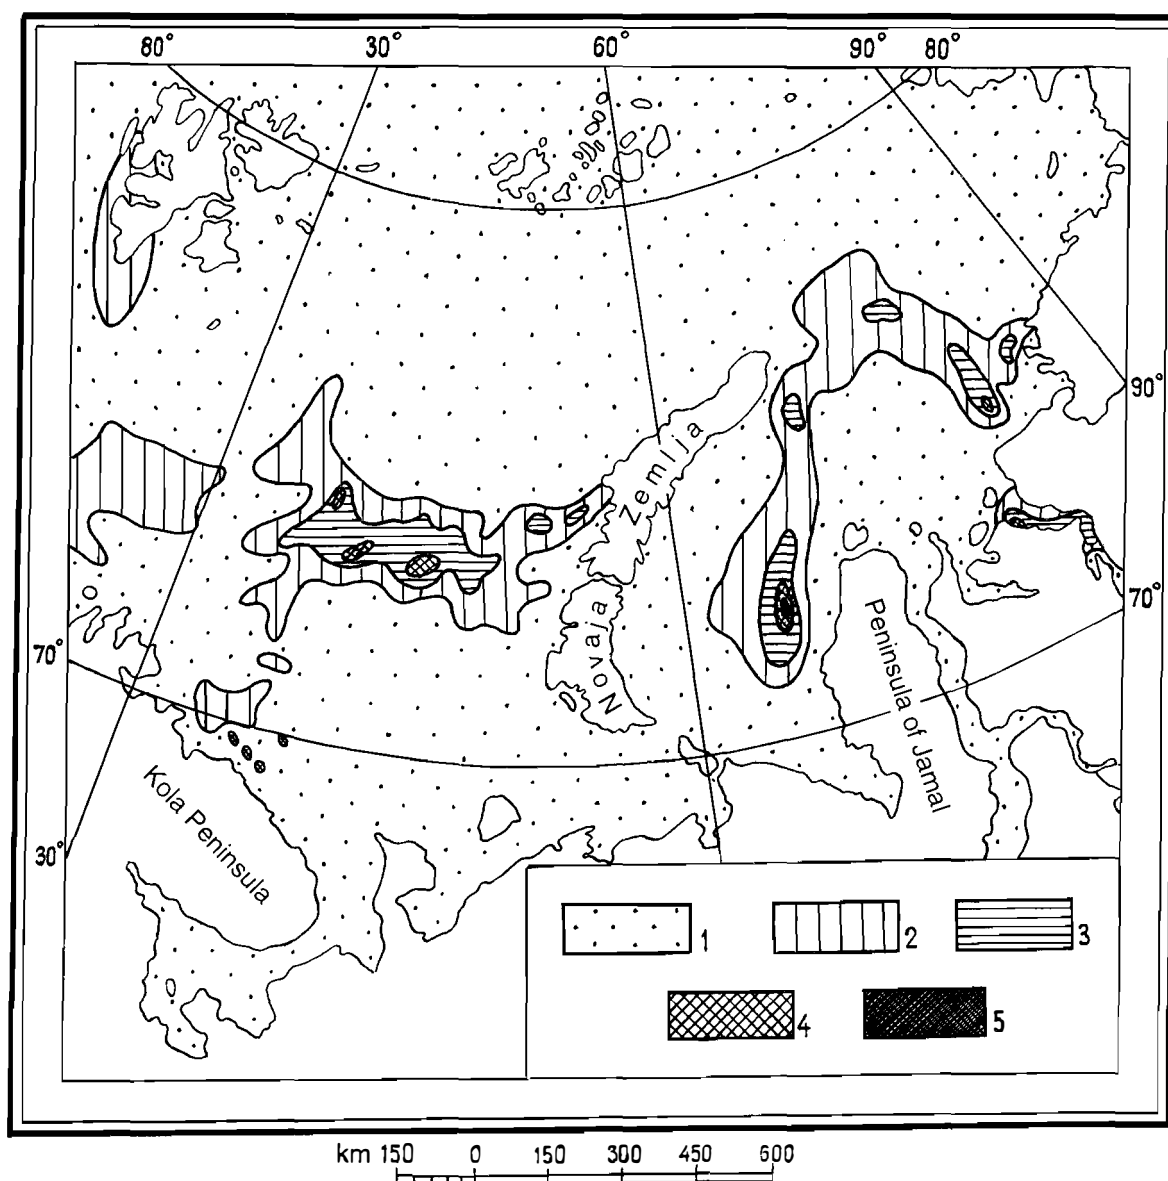 80° 30° 60° 90° 80°
90°
Zemlja
Novaja
70°
Peninsula of Jamal
70°
Kola Peninsula
30°
1 2 3
4 5
km 150 0 150 300 450 600